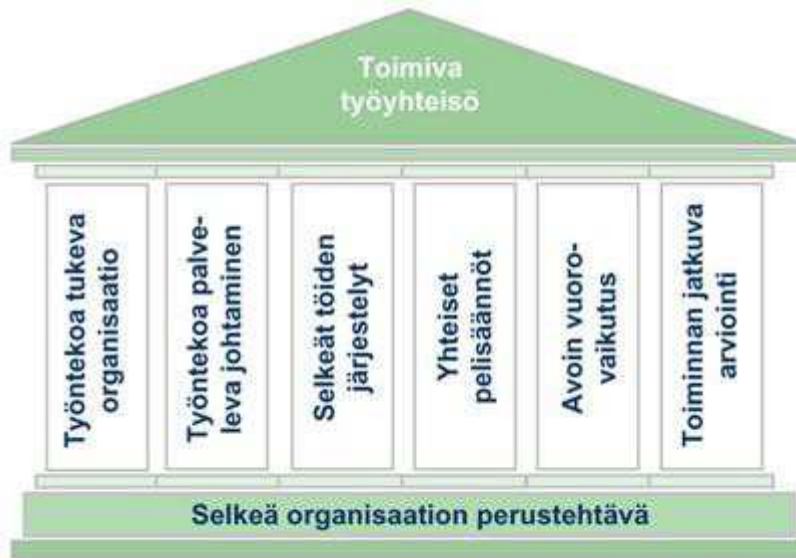 Toimiva
työyhteisö
Työntekoa tukeva
organisaatio
Työntekoa palve-
leva johtaminen
Selkeät töiden
järjestelyt
Yhteiset
pelisäännöt
Avoin vuoro-
vaikutus
Toiminnan jatkuva
arviointi
Selkeä organisaation perustehtävä